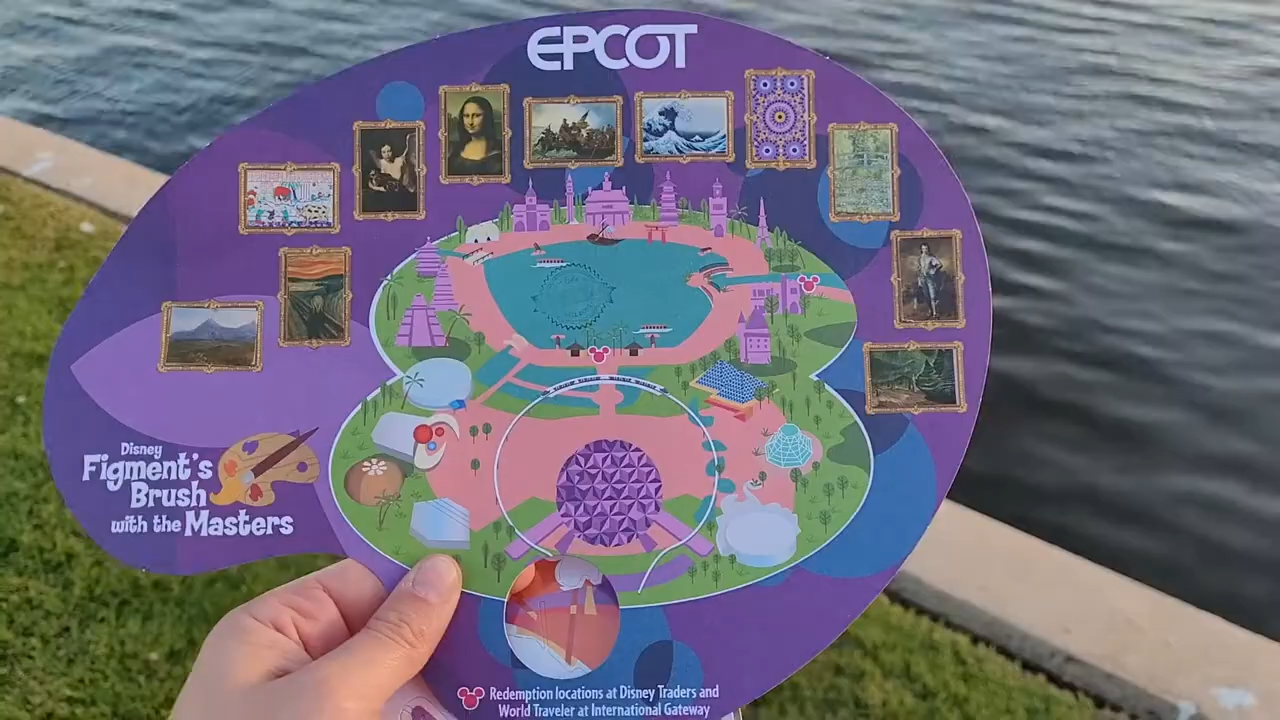 EPCOT
Disney
Figment's
Brush
with the Masters
Redemption locations at Disney Traders and
World Traveler at International Gateway